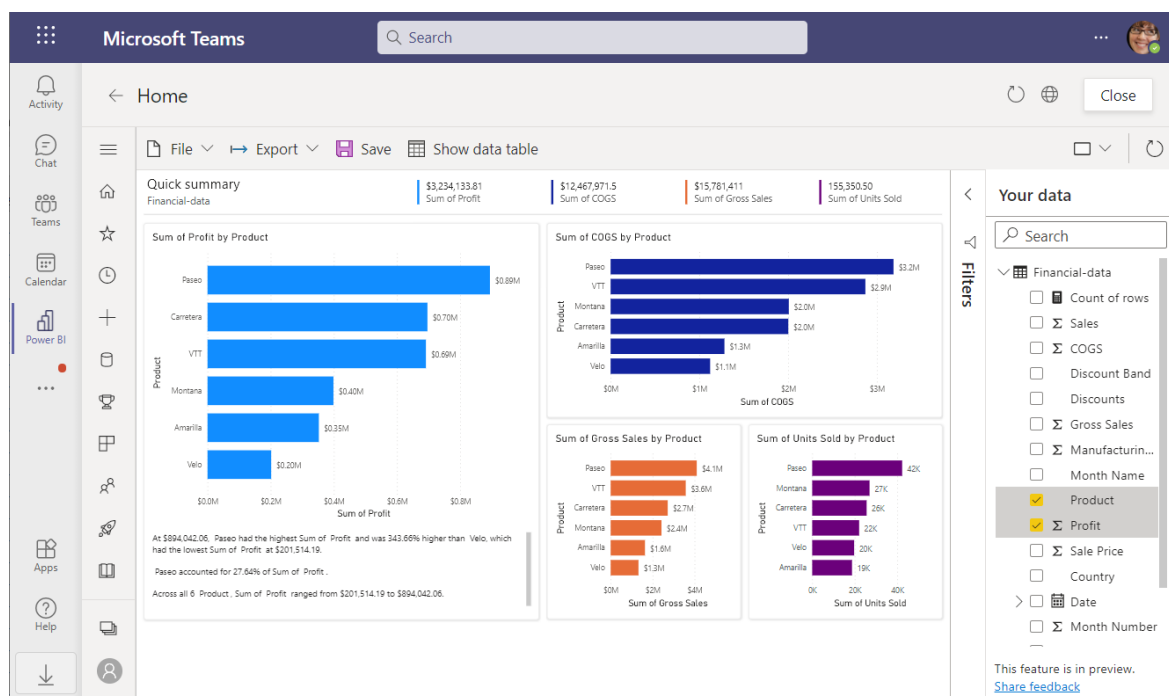 Microsoft Teams
Search
...
Activity
Chat
Teams
Calendar
Power BI
...
Apps
Help
Home
Close
File
Export
Save
Show data table
Quick summary
Financial-data
$3,234,133.81
Sum of Profit
$12,467,971.5
Sum of COGS
$15,781,411
Sum of Gross Sales
155,350.50
Sum of Units Sold
Sum of Profit by Product
Product
Paseo $0.89M
Carretera $0.70M
VTT $0.69M
Montana $0.40M
Amarilla $0.35M
Velo $0.20M
$0.0M $0.2M $0.4M $0.6M $0.8M
Sum of Profit
At $894,042.06, Paseo had the highest Sum of Profit and was 343.66% higher than Velo, which
had the lowest Sum of Profit at $201,514.19.
Paseo accounted for 27.64% of Sum of Profit .
Across all 6 Product, Sum of Profit ranged from $201,514.19 to $894,042.06.
Sum of COGS by Product
Product
Paseo $3.2M
VTT $2.9M
Montana $2.0M
Carretera $2.0M
Amarilla $1.3M
Velo $1.1M
$0M $1M $2M $3M
Sum of COGS
Sum of Gross Sales by Product
Product
Paseo $4.1M
VTT $3.6M
Carretera $2.7M
Montana $2.4M
Amarilla $1.6M
Velo $1.3M
$0M $2M $4M
Sum of Gross Sales
Sum of Units Sold by Product
Product
Paseo 42K
Montana 27K
Carretera 26K
VTT 22K
Velo 20K
Amarilla 19K
0K 20K 40K
Sum of Units Sold
Filters
Your data
Search
Financial-data
Count of rows
Σ Sales
Σ COGS
Discount Band
Discounts
Σ Gross Sales
Σ Manufacturin...
Month Name
Product
Σ Profit
Σ Sale Price
Country
Date
Σ Month Number
This feature is in preview.
Share feedback